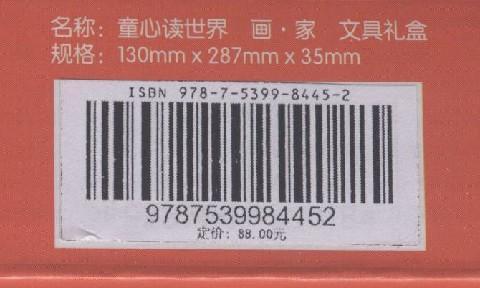 名称：童心读世界　画·家　文具礼盒
规格：130mm x 287mm x 35mm
ISBN 978-7-5399-8445-2
9787539984452
定价：88.00元